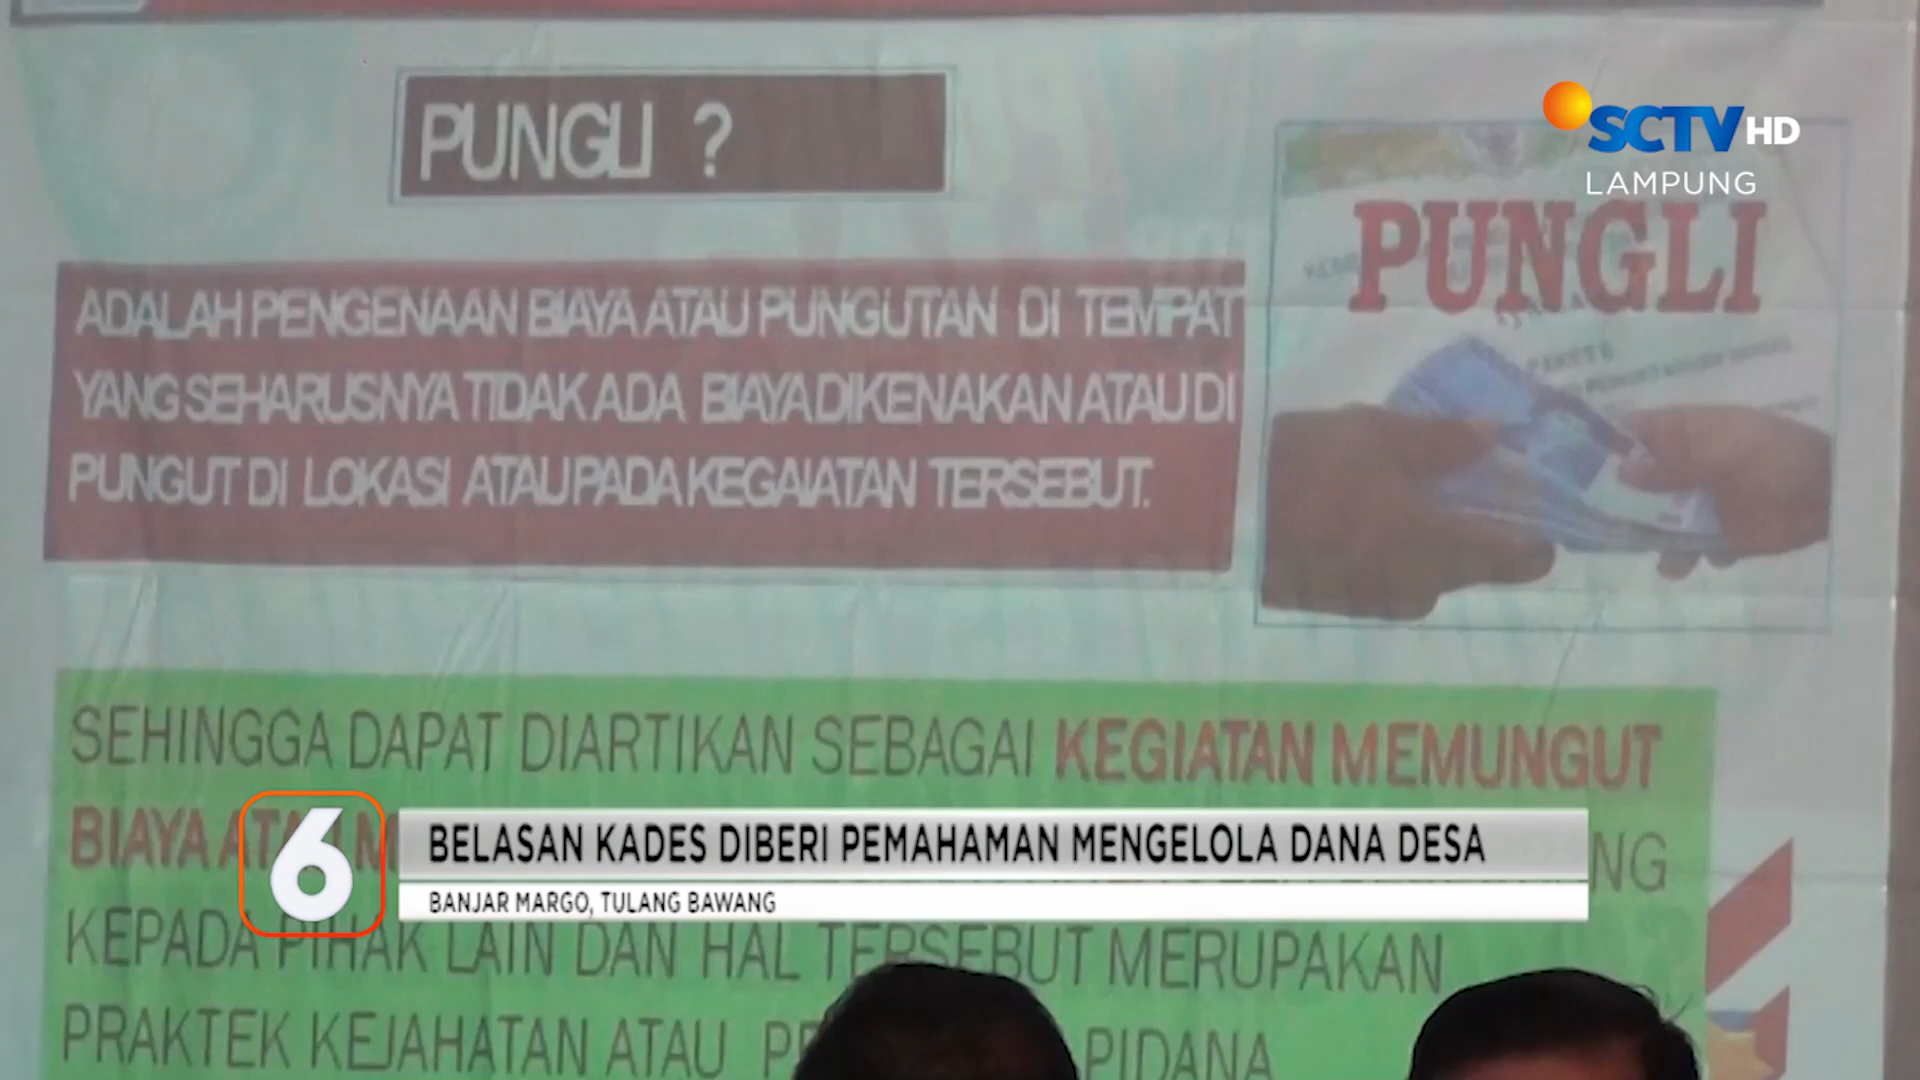 PUNGLI ?
SCTV HD
LAMPUNG
PUNGLI
ADALAH PENGENAAN BIAYA ATAU PUNGUTAN DI TEMPAT
YANG SEHARUSNYA TIDAK ADA BIAYA DIKENAKAN ATAU DI
PUNGUT DI LOKASI ATAU PADA KEGAIATAN TERSEBUT.
SEHINGGA DAPAT DIARTIKAN SEBAGAI KEGIATAN MEMUNGUT
BIAYA ATAU M
6
BELASAN KADES DIBERI PEMAHAMAN MENGELOLA DANA DESA
BANJAR MARGO, TULANG BAWANG
KEPADA PIHAK LAIN DAN HAL TERSEBUT MERUPAKAN
PRAKTEK KEJAHATAN ATAU PIDANA